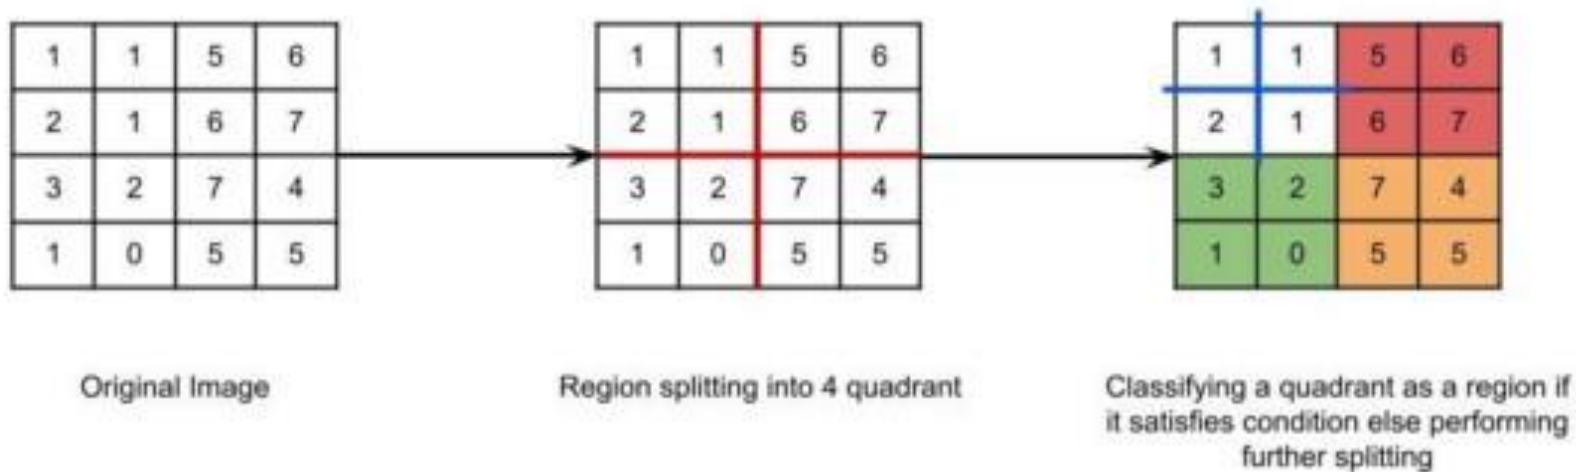 1 1 5 6
2 1 6 7
3 2 7 4
1 0 5 5
Original Image
1 1 5 6
2 1 6 7
3 2 7 4
1 0 5 5
Region splitting into 4 quadrant
1 1 5 6
2 1 6 7
3 2 7 4
1 0 5 5
Classifying a quadrant as a region if
it satisfies condition else performing
further splitting